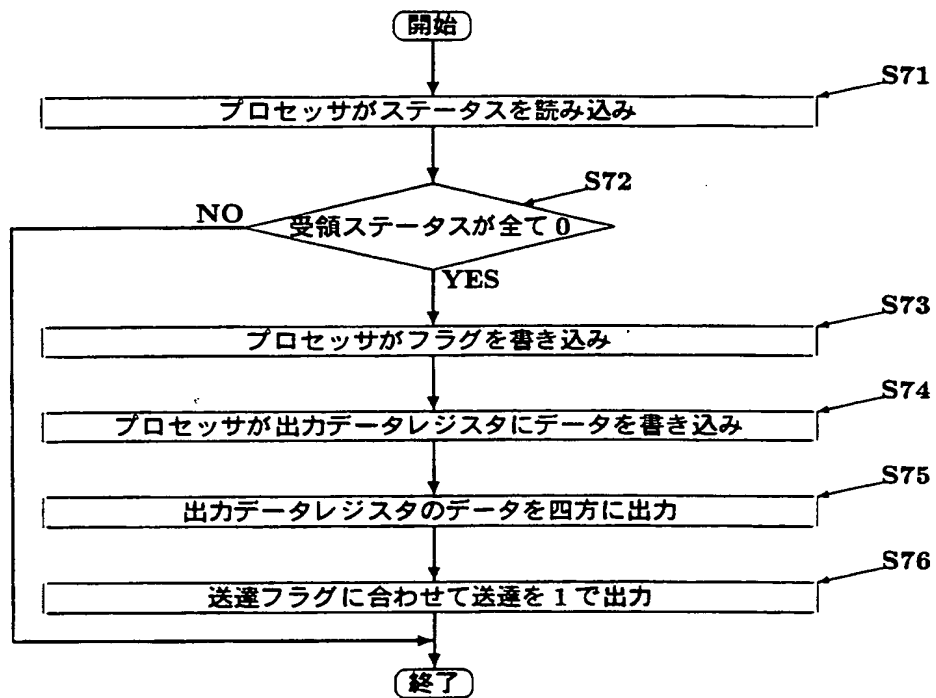 開始
S71
プロセッサがステータスを読み込み
S72
NO
受領ステータスが全て 0
YES
S73
プロセッサがフラグを書き込み
S74
プロセッサが出力データレジスタにデータを書き込み
S75
出力データレジスタのデータを四方に出力
S76
送達フラグに合わせて送達を 1 で出力
終了